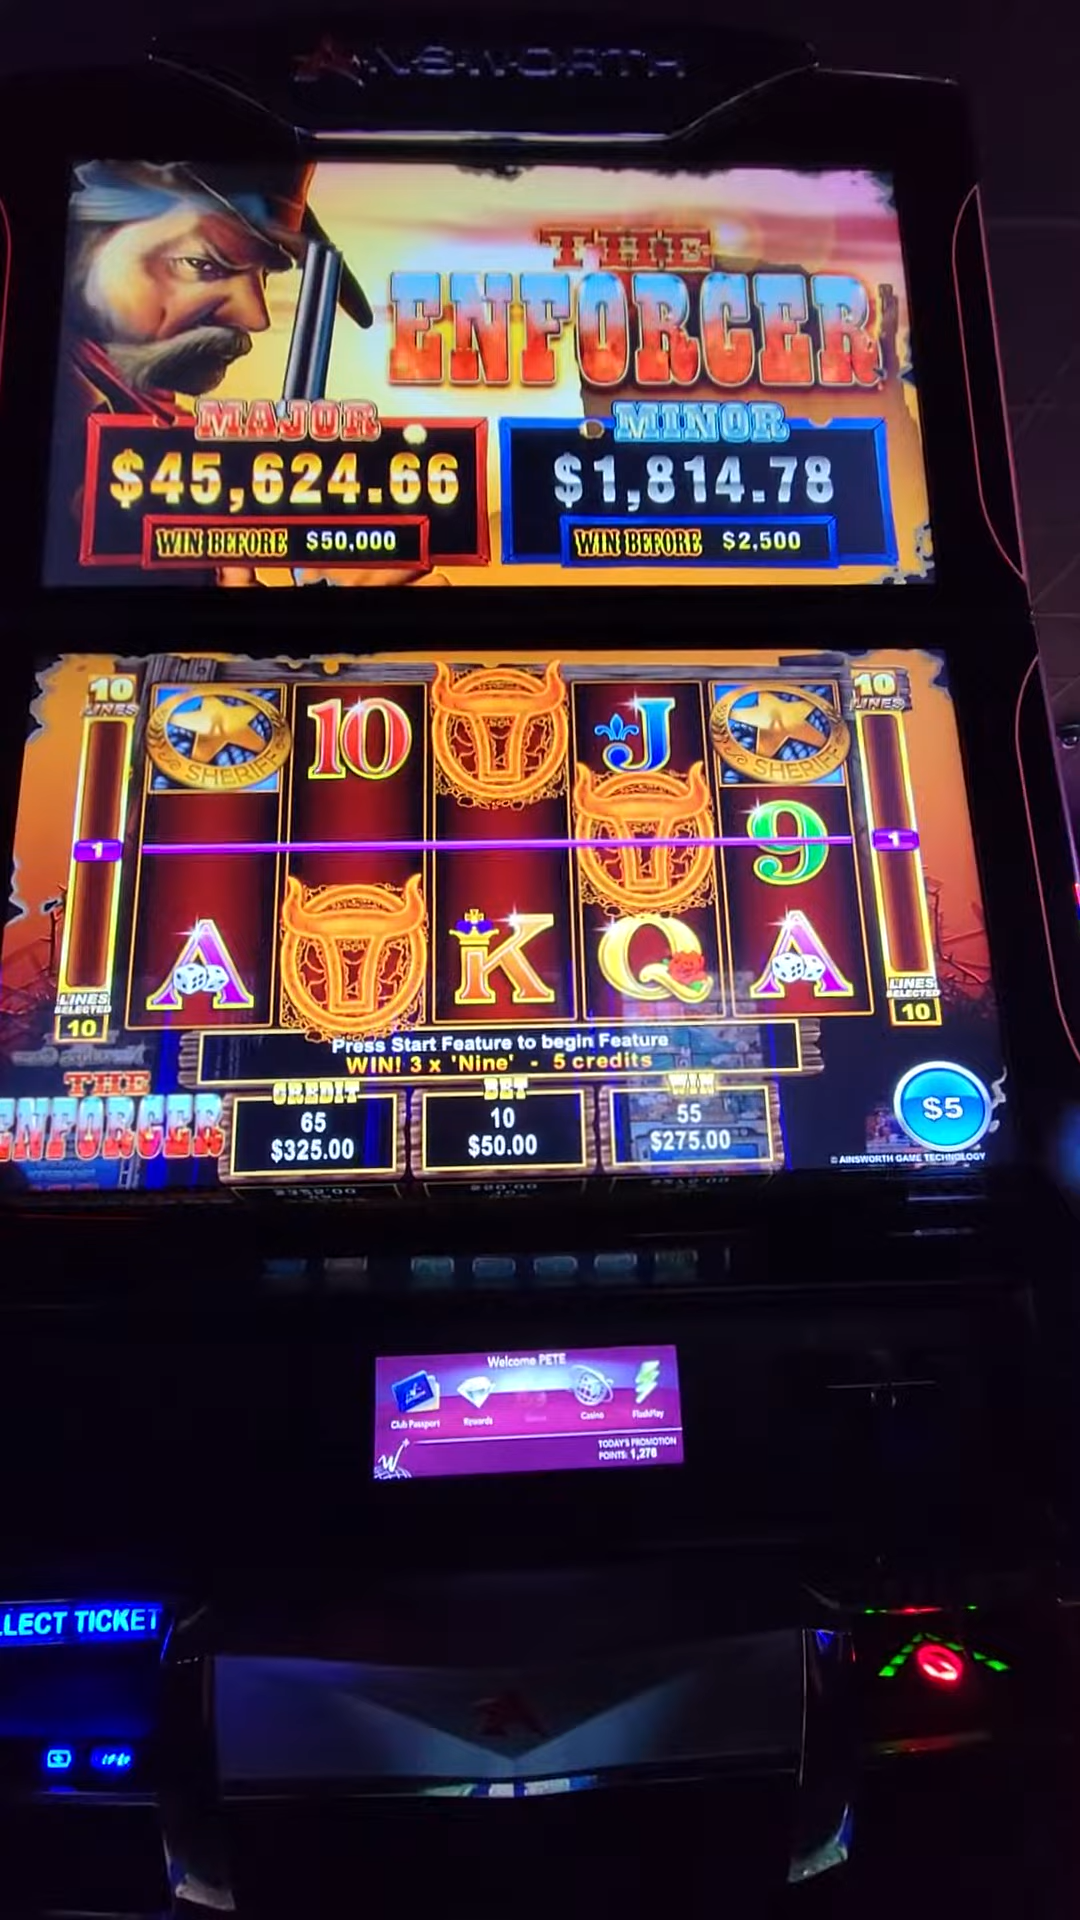 AINSWORTH
THE
ENFORCER
MAJOR
MINOR
$45,624.66
$1,814.78
WIN BEFORE $50,000
WIN BEFORE $2,500
10
LINES
10
LINES
SHERIFF
10
J
SHERIFF
1
9
1
A
K
Q
A
LINES
SELECTED
10
LINES
SELECTED
10
Press Start Feature to begin Feature
WIN! 3 x 'Nine' - 5 credits
THE
ENFORCER
CREDIT
65
$325.00
BET
10
$50.00
WIN
55
$275.00
$5
© AINSWORTH GAME TECHNOLOGY
Welcome PETE
Club Passport
Rewards
Casino
FlashPlay
W
TODAY'S PROMOTION
POINTS: 1,276
LLECT TICKET